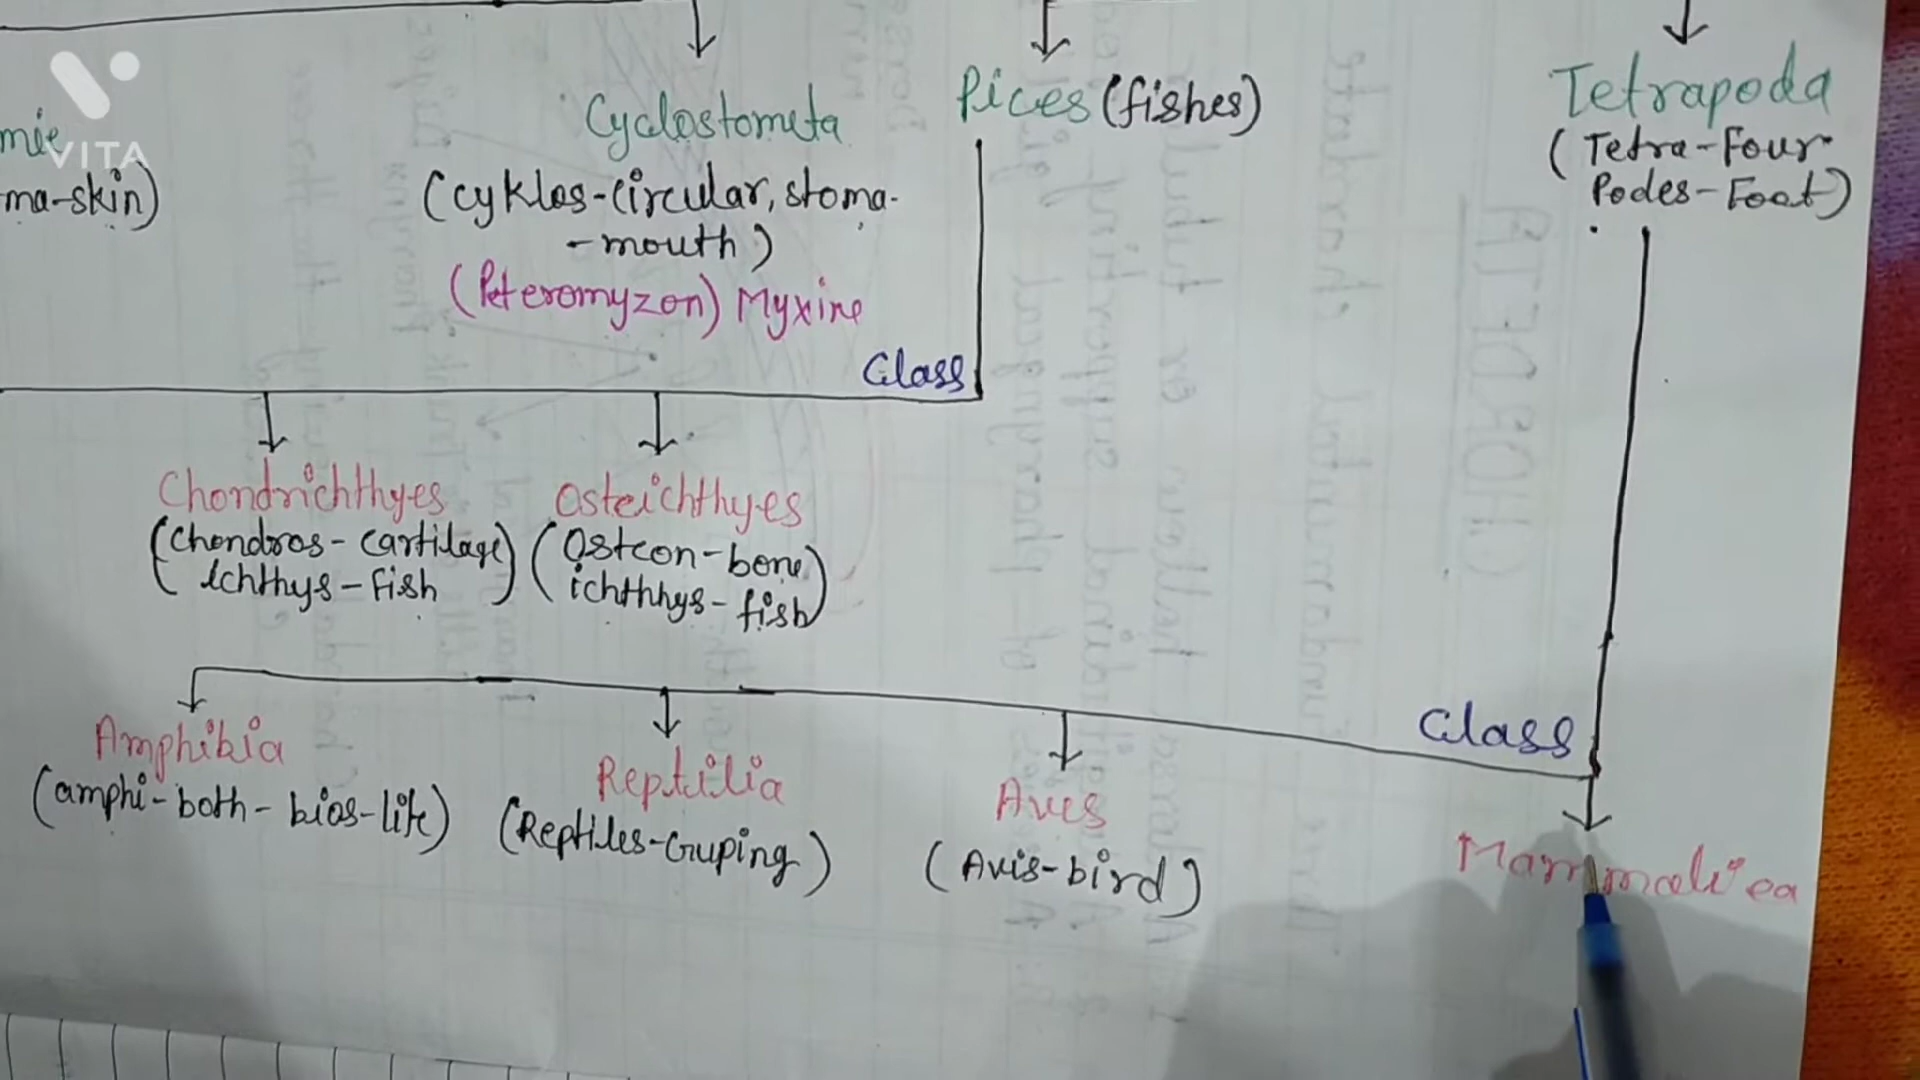 VITA
mie
ma-skin)
Cyclostomata
(cyklos-circular, stoma-
-mouth)
(Peteromyzon) Myxine
Pices (fishes)
Tetrapoda
(Tetra-Four
Podes-Foot)
Class
Chondrichthyes
(Chondros-cartilage
ichthys-fish)
Osteichthyes
(Osteon-bone
ichthhys-fish)
Class
Amphibia
(amphi-both-bios-life)
Reptilia
(Reptiles-Cruping)
Aves
(Avis-bird)
Mammaliea